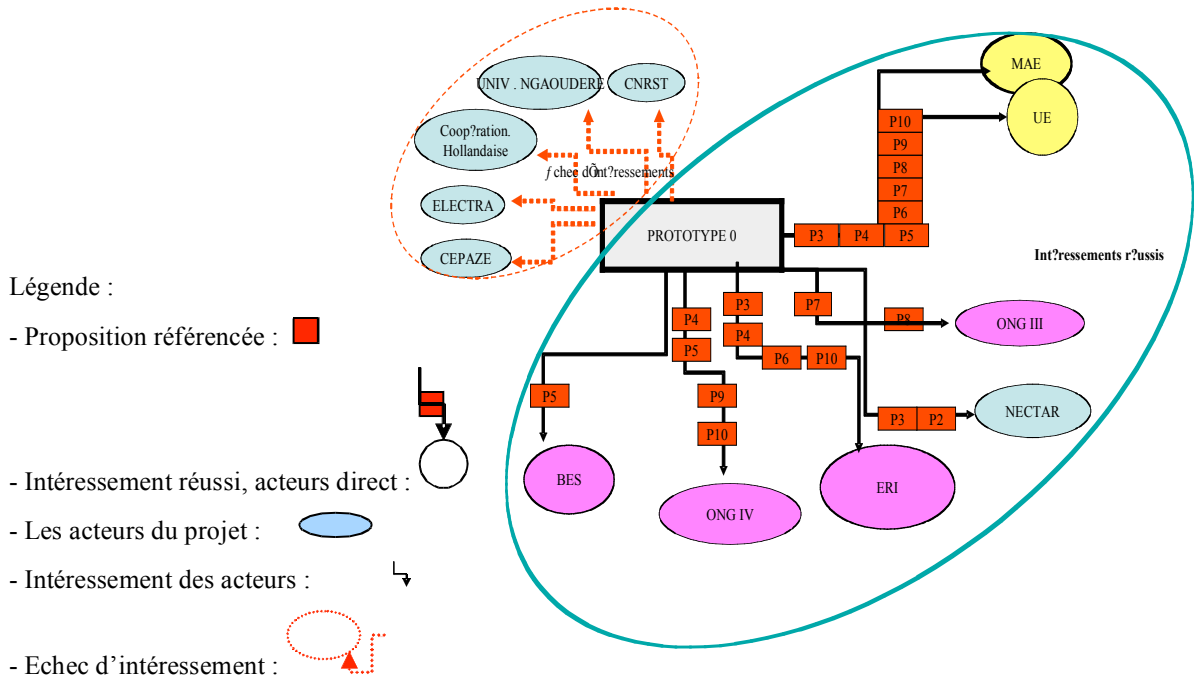 MAE
UNIV . NGAOUDERE
CNRST
UE
P10
P9
P8
P7
P6
Coop?ration.
Hollandaise
ƒchec dÕint?ressements
ELECTRA
PROTOTYPE 0
P3 P4 P5
CEPAZE
Int?ressements r?ussis
Légende :
- Proposition référencée :
P4
P5
P3
P4
P7
P8
ONG III
P6 P10
P5
P9
P10
P3 P2
NECTAR
- Intéressement réussi, acteurs direct :
BES
ONG IV
ERI
- Les acteurs du projet :
- Intéressement des acteurs :
- Echec d’intéressement :